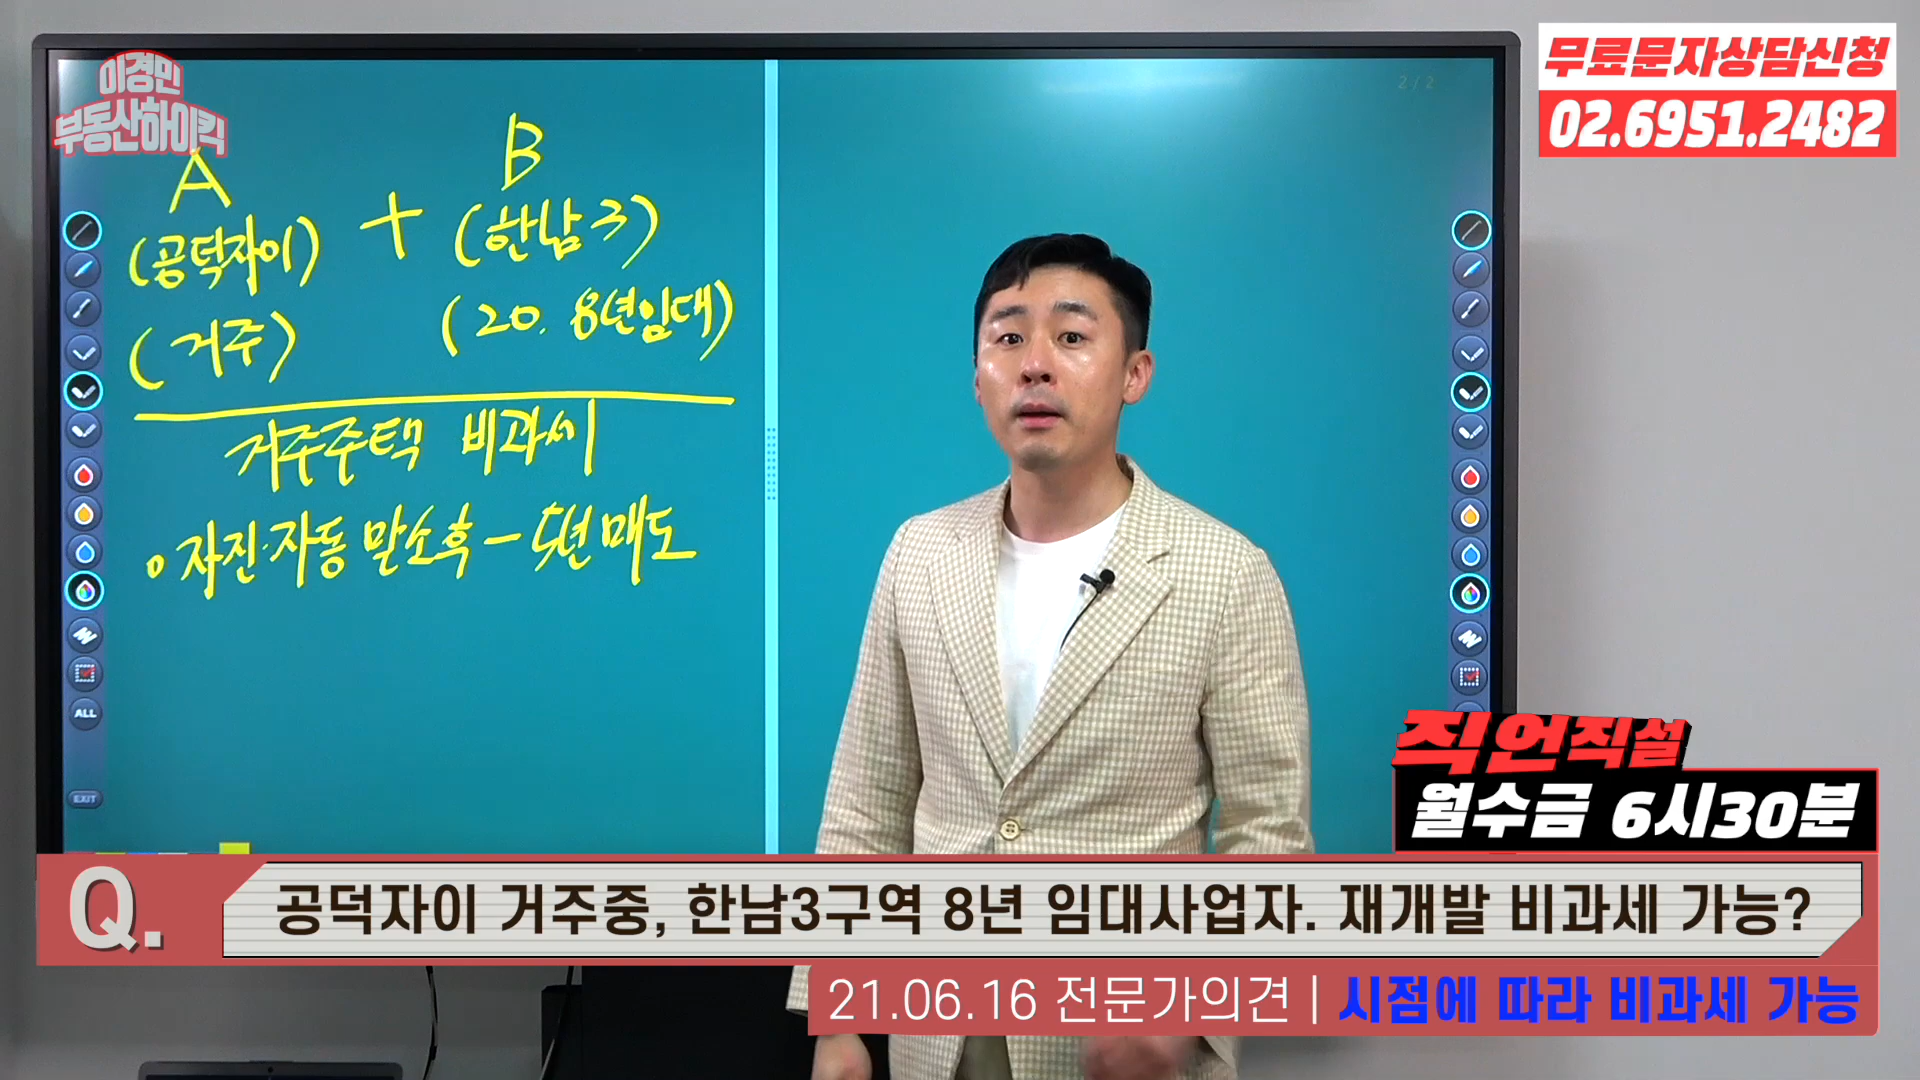 이경민
부동산하이킥
무료문자상담신청
02.6951.2482
2/2
A + B
(공덕자이) (한남3)
(거주) (20. 8년임대)
거주주택 비과세
자진·자동 말소후 - 5년 매도
ALL
EXIT
직언직설
월수금 6시30분
Q. 공덕자이 거주중, 한남3구역 8년 임대사업자. 재개발 비과세 가능?
21.06.16 전문가의견 | 시점에 따라 비과세 가능